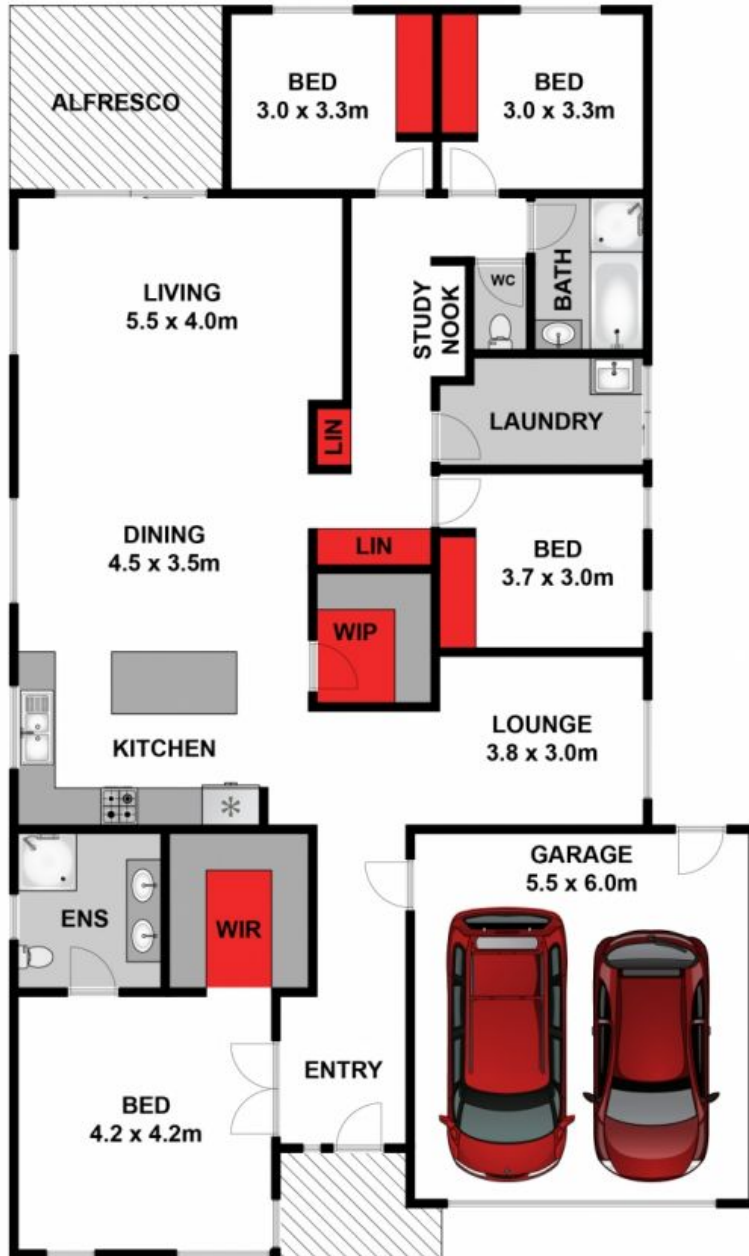 ALFRESCO
BED
3.0 x 3.3m
BED
3.0 x 3.3m
LIVING
5.5 x 4.0m
STUDY
NOOK
WC
BATH
LIN
LAUNDRY
DINING
4.5 x 3.5m
LIN
BED
3.7 x 3.0m
WIP
KITCHEN
LOUNGE
3.8 x 3.0m
GARAGE
5.5 x 6.0m
ENS
WIR
ENTRY
BED
4.2 x 4.2m